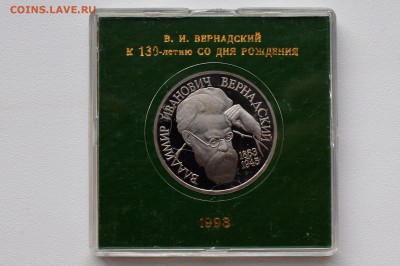 COINS.LAVE.RU
В. И. ВЕРНАДСКИЙ
К 130-летию СО ДНЯ РОЖДЕНИЯ
ВЛАДИМИР ИВАНОВИЧ ВЕРНАДСКИЙ
1863
1945
1993